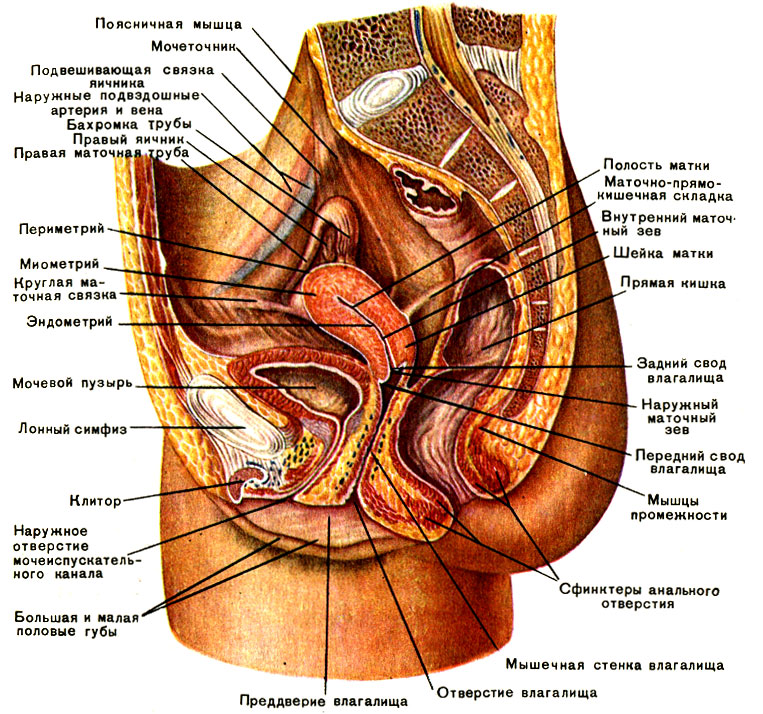 Поясничная мышца
Мочеточник
Подвешивающая связка
яичника
Наружные подвздошные
артерия и вена
Бахромка трубы
Правый яичник
Правая маточная труба
Периметрий
Миометрий
Круглая ма-
точная связка
Эндометрий
Мочевой пузырь
Лонный симфиз
Клитор
Наружное
отверстие
мочеиспускатель-
ного канала
Большая и малая
половые губы
Преддверие влагалища
Полость матки
Маточно-прямо-
кишечная складка
Внутренний маточ-
ный зев
Шейка матки
Прямая кишка
Задний свод
влагалища
Наружный
маточный
зев
Передний свод
влагалища
Мышцы
промежности
Сфинктеры анального
отверстия
Мышечная стенка влагалища
Отверстие влагалища